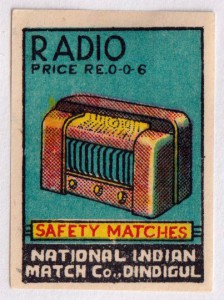 RADIO
PRICE RE.0-0-6
SAFETY MATCHES
NATIONAL INDIAN
MATCH CO., DINDIGUL